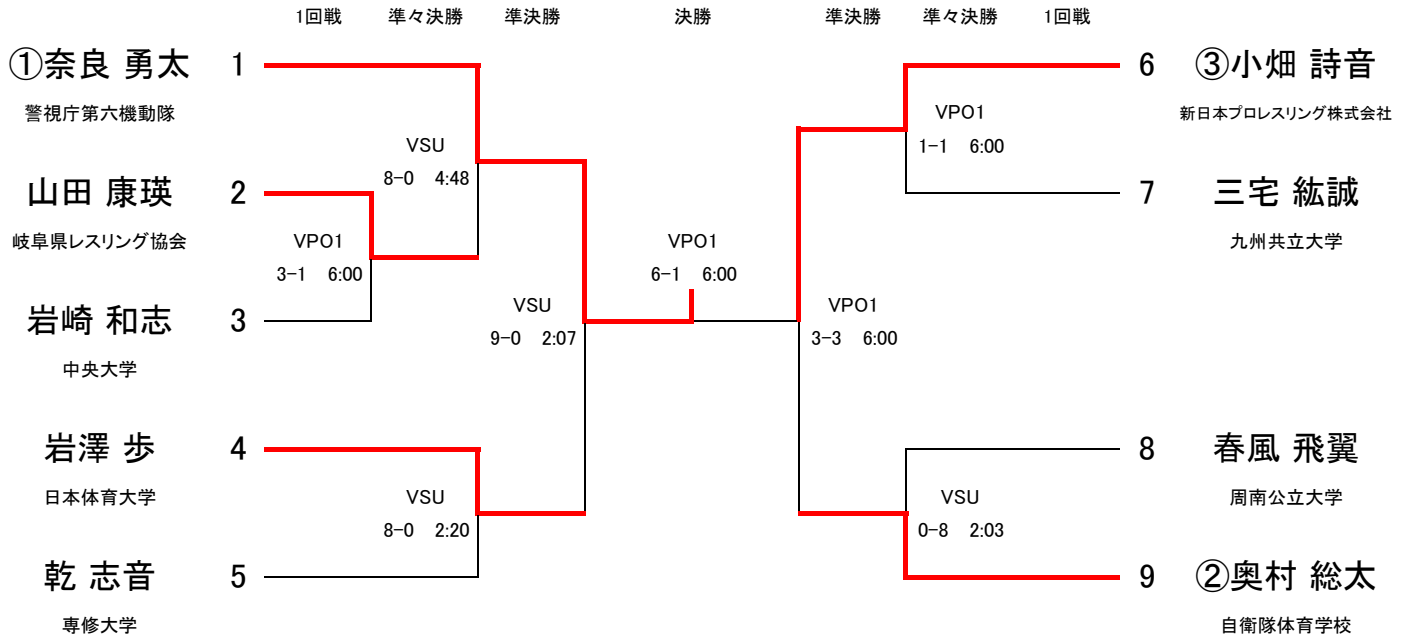 1回戦 準々決勝 準決勝 決勝 準決勝 準々決勝 1回戦
①奈良 勇太 1
警視庁第六機動隊
VSU
8-0 4:48
山田 康瑛 2
岐阜県レスリング協会
VPO1
3-1 6:00
岩崎 和志 3
中央大学
VSU
9-0 2:07
岩澤 歩 4
日本体育大学
VSU
8-0 2:20
乾 志音 5
専修大学
VPO1
6-1 6:00
6 ③小畑 詩音
新日本プロレスリング株式会社
VPO1
1-1 6:00
7 三宅 紘誠
九州共立大学
VPO1
3-3 6:00
8 春風 飛翼
周南公立大学
VSU
0-8 2:03
9 ②奥村 総太
自衛隊体育学校